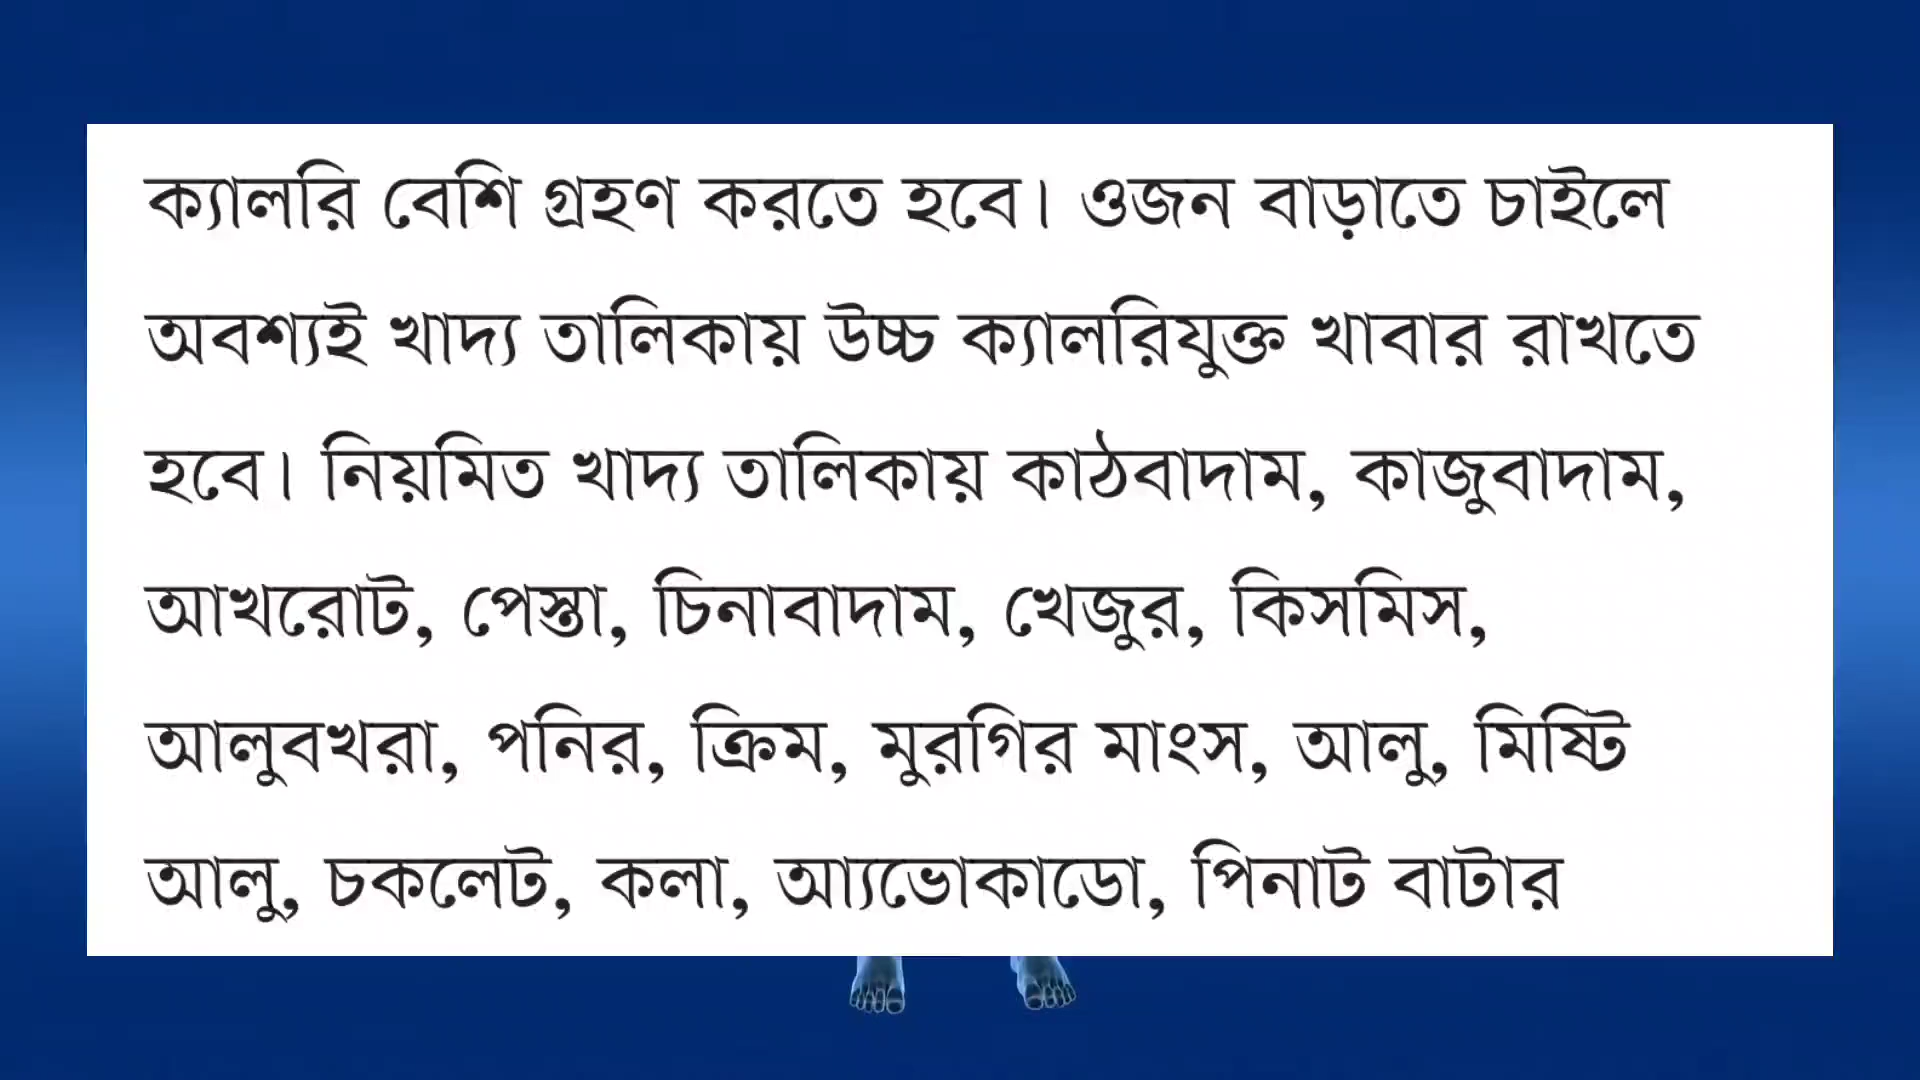 ক্যালরি বেশি গ্রহণ করতে হবে। ওজন বাড়াতে চাইলে
অবশ্যই খাদ্য তালিকায় উচ্চ ক্যালরিযুক্ত খাবার রাখতে
হবে। নিয়মিত খাদ্য তালিকায় কাঠবাদাম, কাজুবাদাম,
আখরোট, পেস্তা, চিনাবাদাম, খেজুর, কিসমিস,
আলুবখরা, পনির, ক্রিম, মুরগির মাংস, আলু, মিষ্টি
আলু, চকলেট, কলা, আ্যভোকাডো, পিনাট বাটার